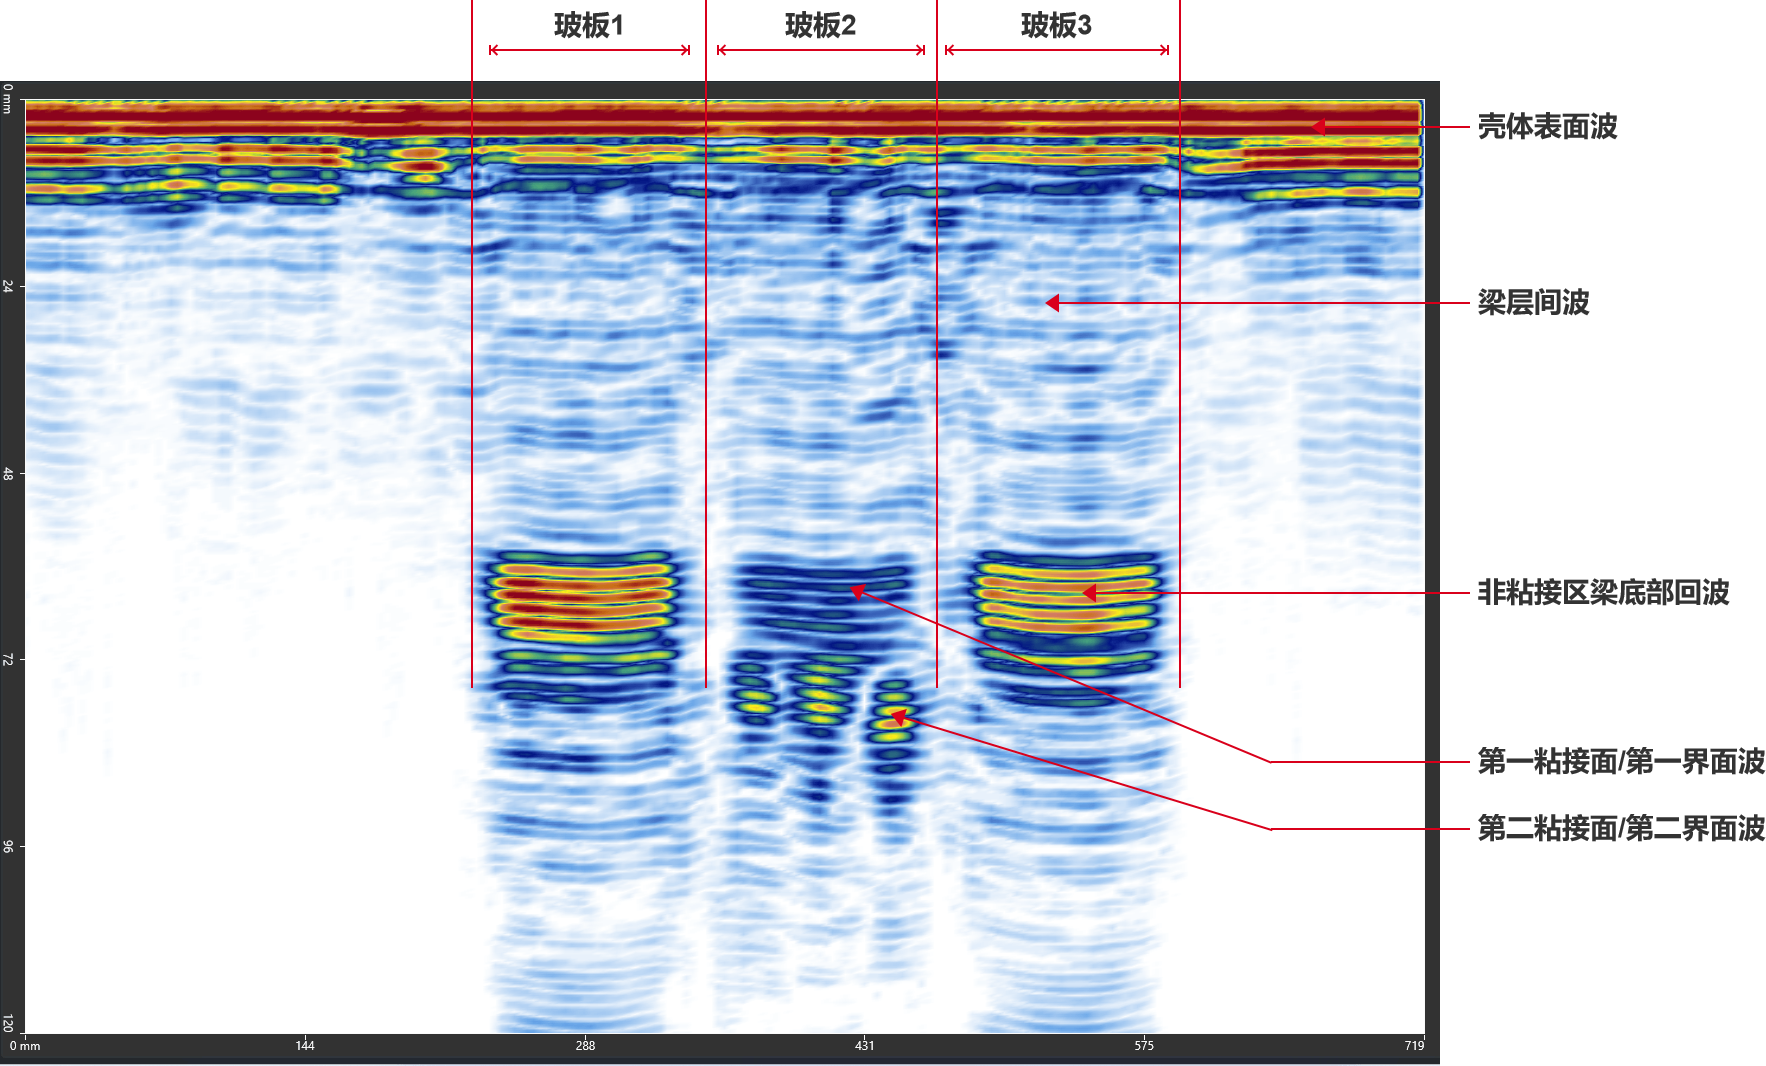 玻板1
玻板2
玻板3
0 mm
24
48
72
96
120
0 mm
144
288
431
575
719
壳体表面波
梁层间波
非粘接区梁底部回波
第一粘接面/第一界面波
第二粘接面/第二界面波